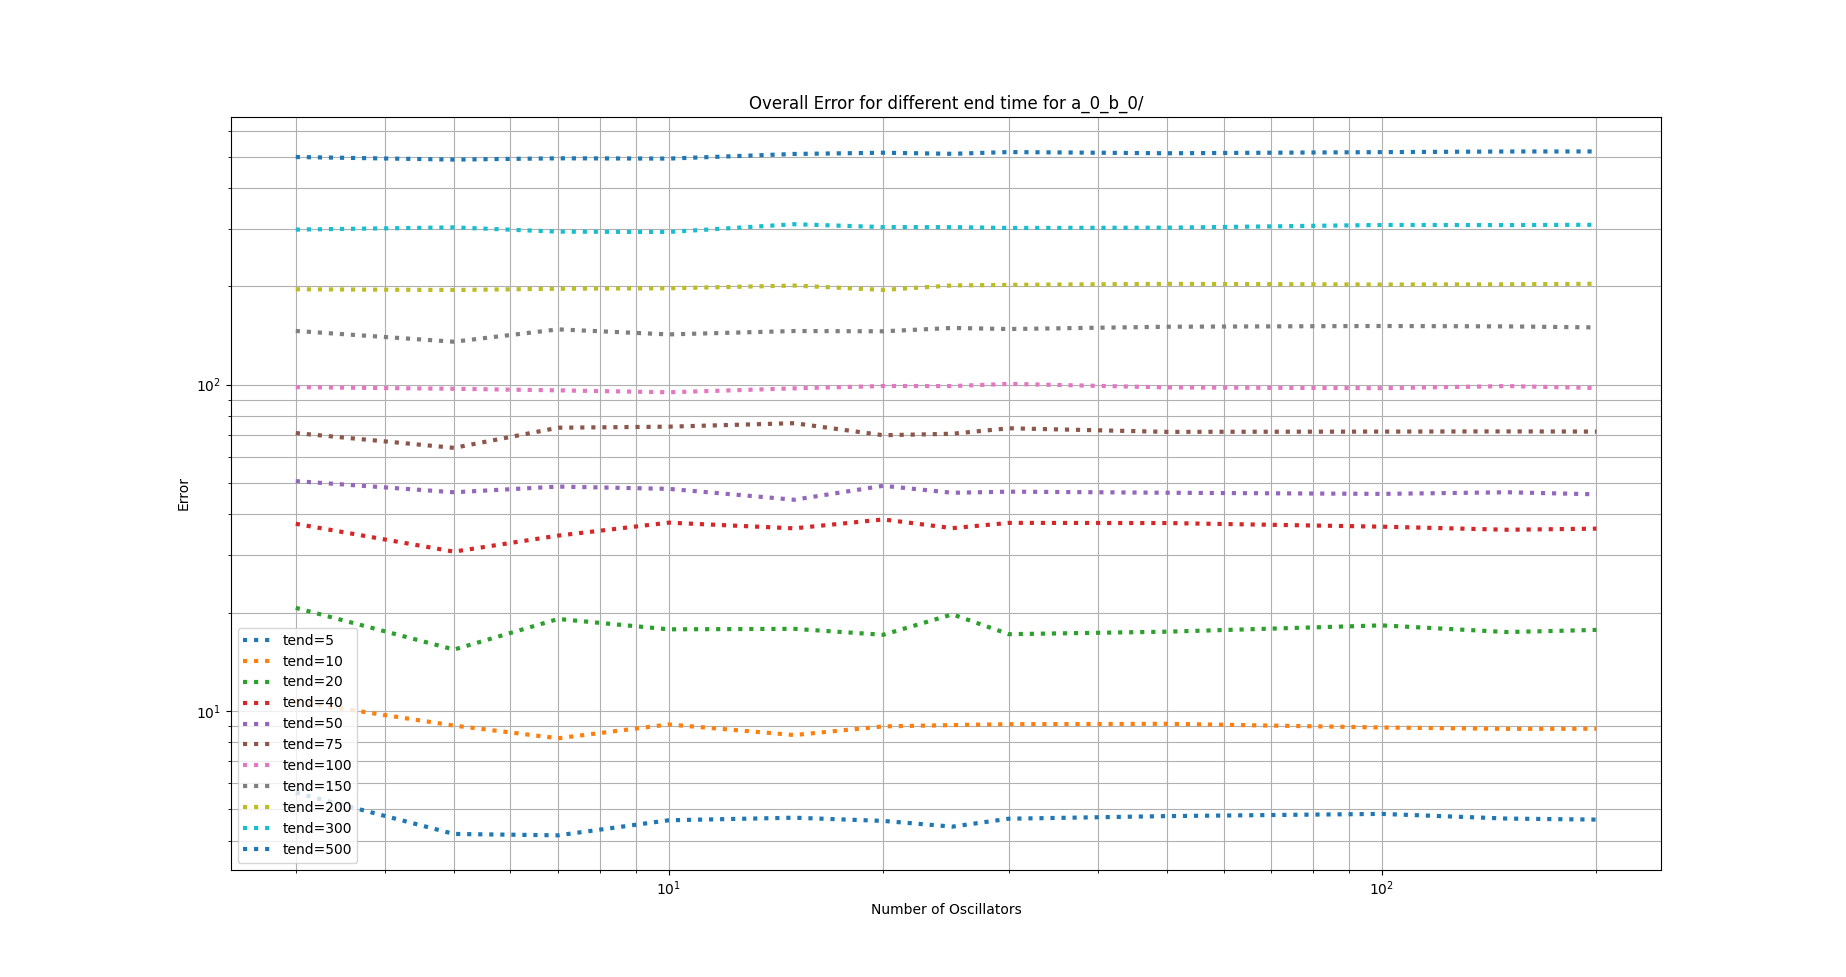 Overall Error for different end time for a_0_b_0/
10²
10¹
Error
tend=5
tend=10
tend=20
tend=40
tend=50
tend=75
tend=100
tend=150
tend=200
tend=300
tend=500
10¹ 10²
Number of Oscillators